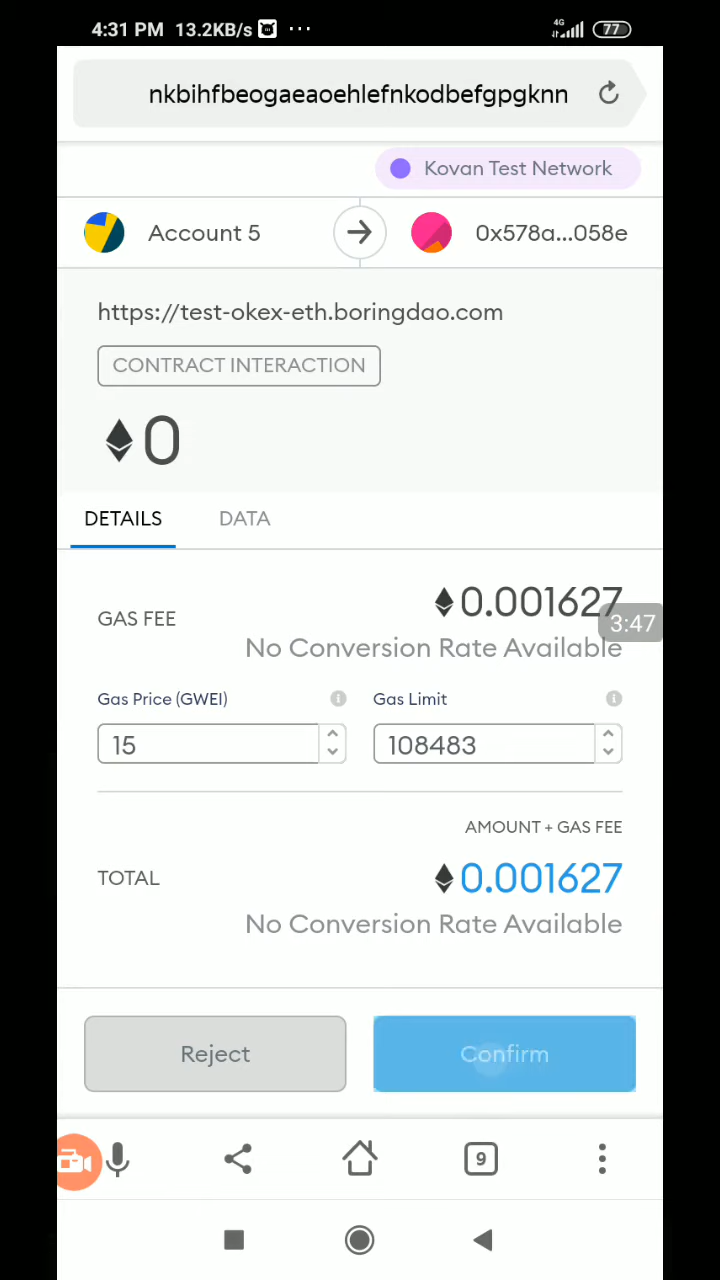 4:31 PM 13.2KB/s ...
4G 77
nkbihfbeogaeaoehlefnkodbefgpgknn
Kovan Test Network
Account 5 0x578a...058e
https://test-okex-eth.boringdao.com
CONTRACT INTERACTION
0
DETAILS DATA
GAS FEE 0.001627
3:47
No Conversion Rate Available
Gas Price (GWEI) Gas Limit
15 108483
AMOUNT + GAS FEE
TOTAL 0.001627
No Conversion Rate Available
Reject Confirm
9